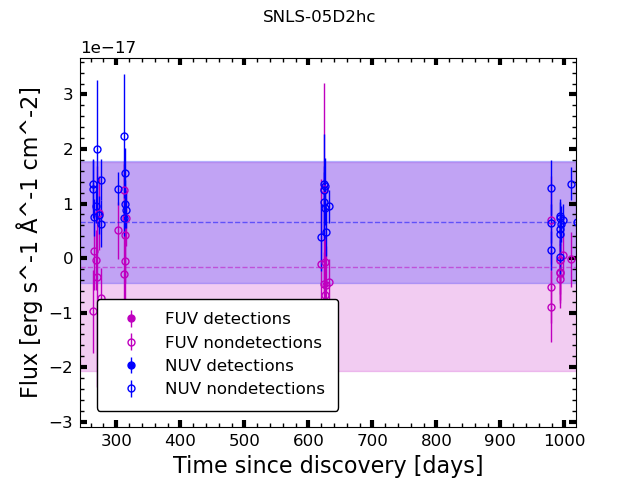 SNLS-05D2hc
1e−17
3
2
1
0
−1
−2
−3
Flux [erg s^-1 Å^-1 cm^-2]
FUV detections
FUV nondetections
NUV detections
NUV nondetections
300 400 500 600 700 800 900 1000
Time since discovery [days]